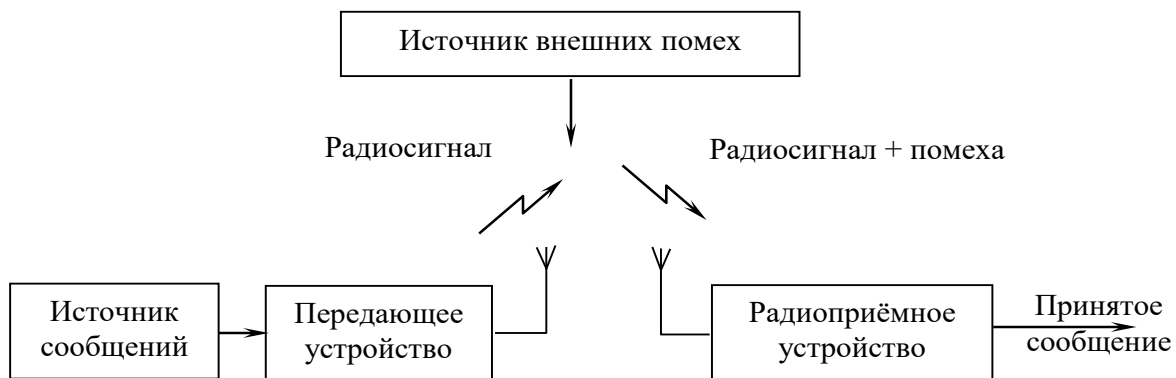 Источник внешних помех
Радиосигнал
Радиосигнал + помеха
Источник
сообщений
Передающее
устройство
Радиоприёмное
устройство
Принятое
сообщение